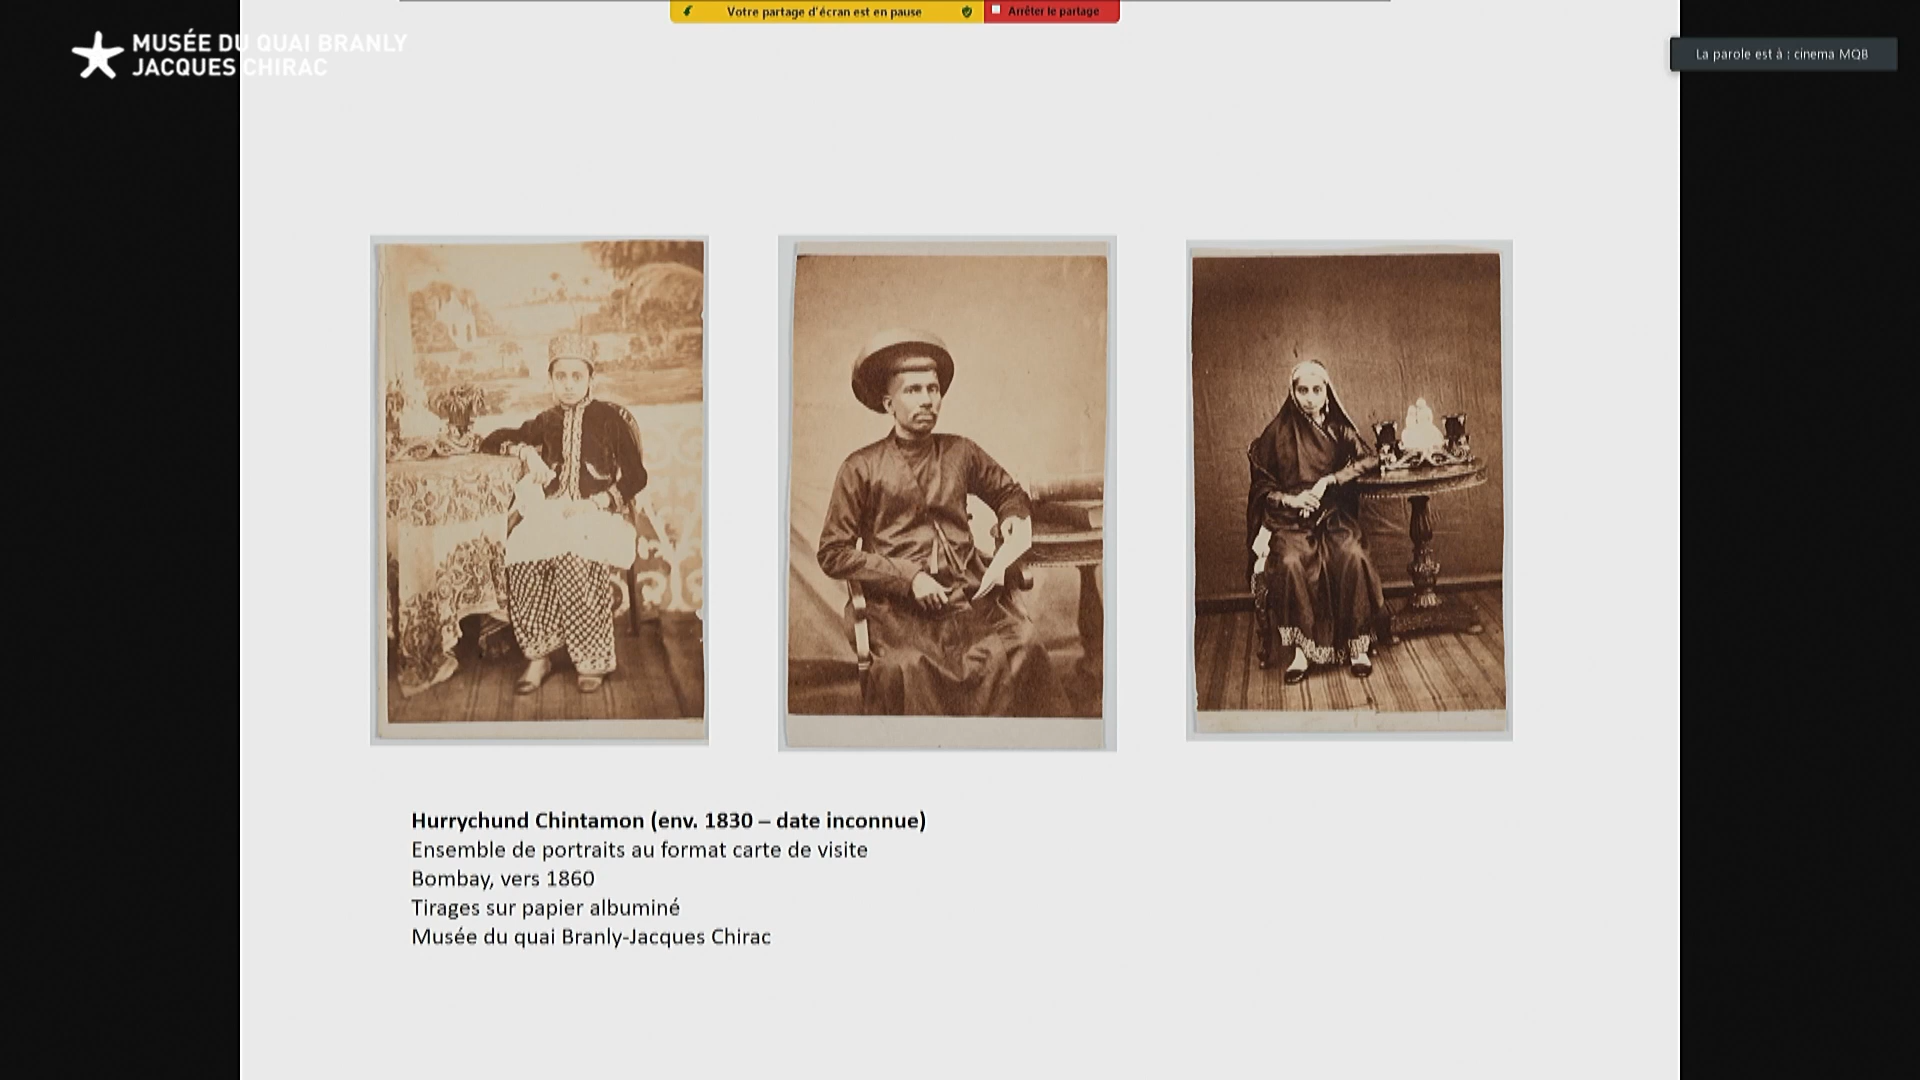 Votre partage d'écran est en pause
Arrêter le partage
MUSÉE DU QUAI BRANLY
JACQUES CHIRAC
La parole est à : cinema MQB
Hurrychund Chintamon (env. 1830 – date inconnue)
Ensemble de portraits au format carte de visite
Bombay, vers 1860
Tirages sur papier albuminé
Musée du quai Branly-Jacques Chirac